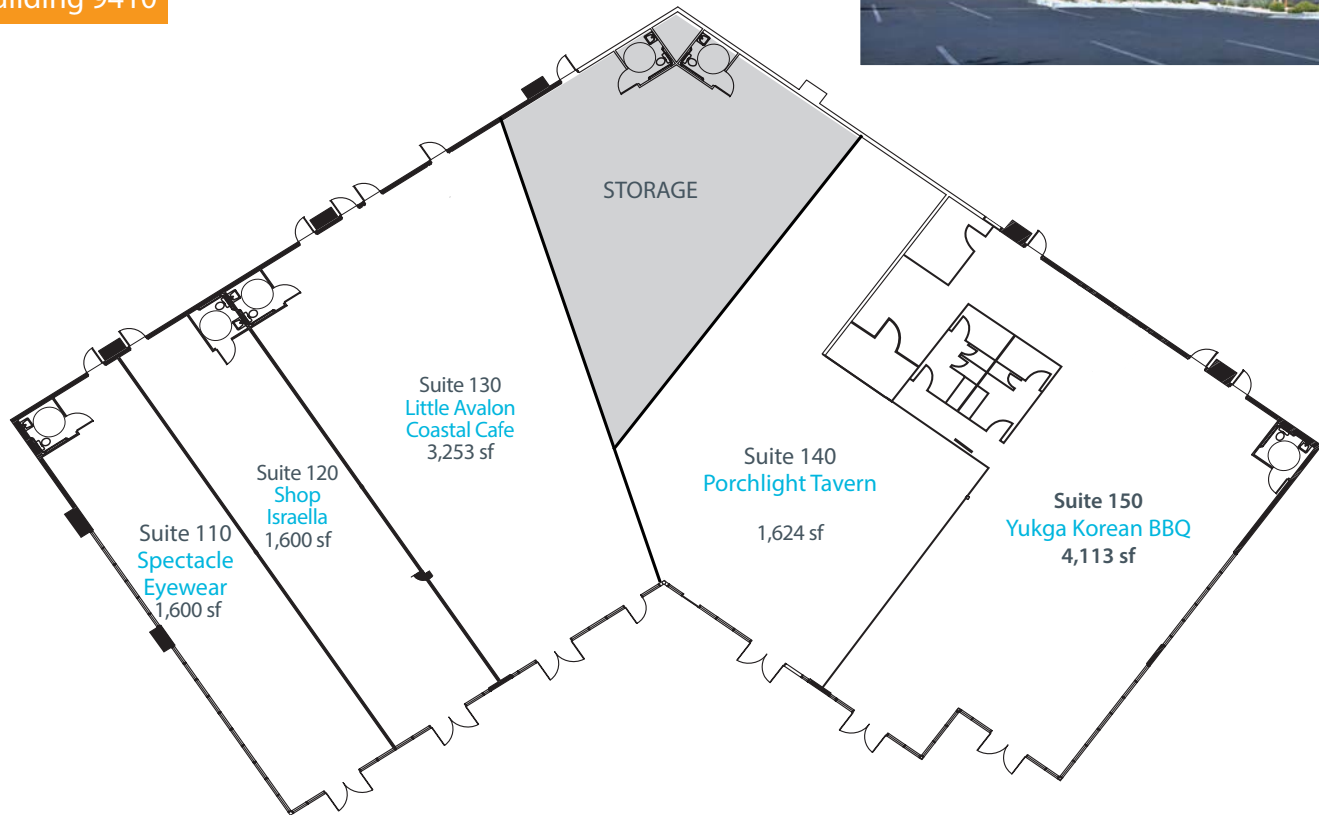 9410
STORAGE
Suite 130
Little Avalon
Coastal Cafe
3,253 sf
Suite 120
Shop
Israella
1,600 sf
Suite 110
Spectacle
Eyewear
1,600 sf
Suite 140
Porchlight Tavern
1,624 sf
Suite 150
Yukga Korean BBQ
4,113 sf